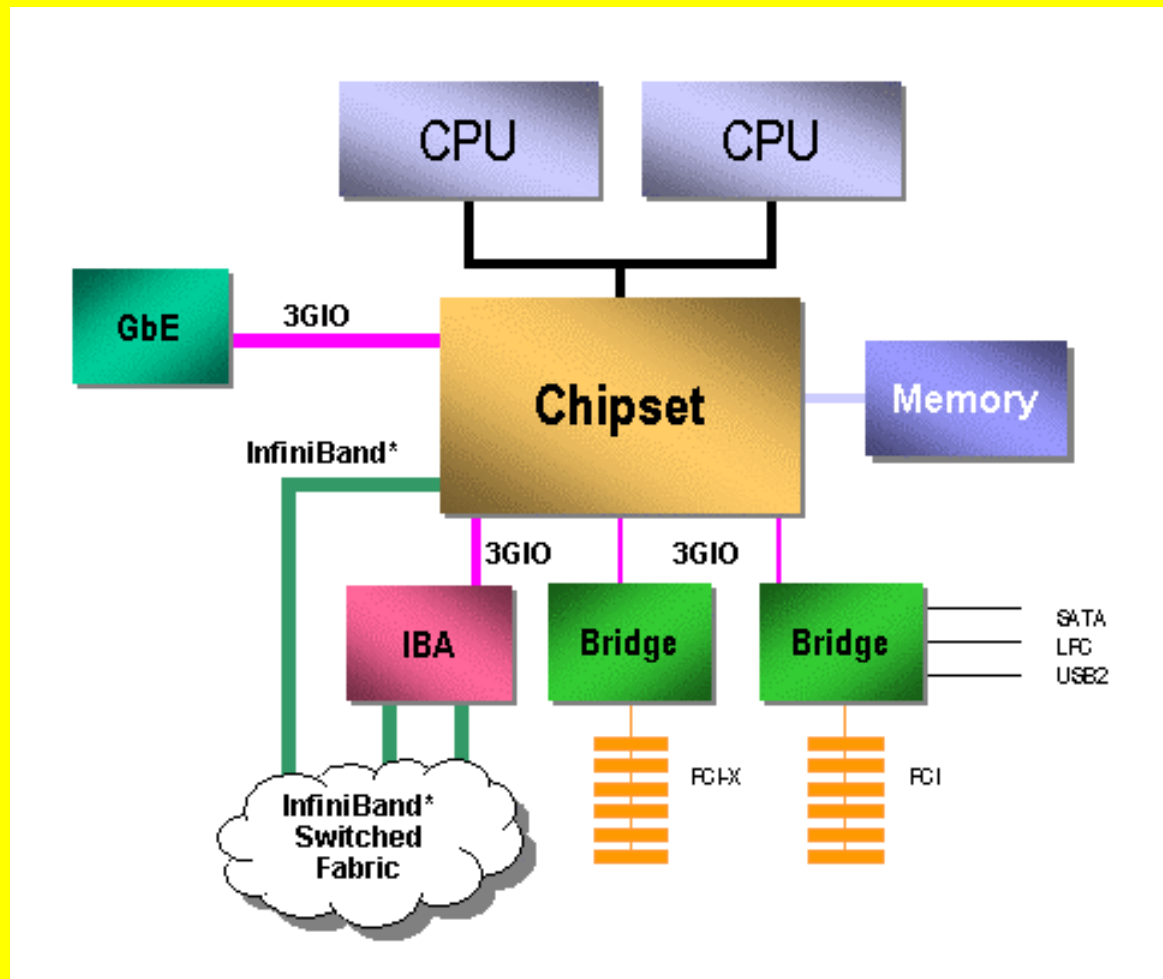 CPU
CPU
GbE
3GIO
Chipset
Memory
InfiniBand*
3GIO
3GIO
IBA
Bridge
Bridge
SATA
LPC
USB2
PCI-X
PCI
InfiniBand*
Switched
Fabric